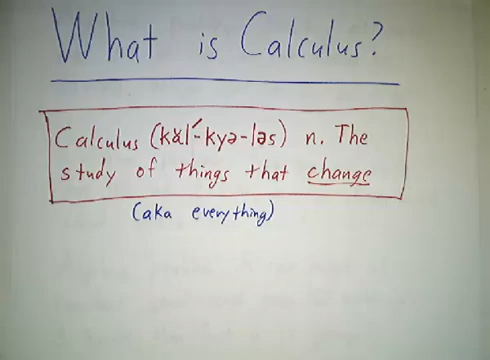 What is Calculus?
Calculus (kăl′-kyə-ləs) n. The
study of things that change
(aka everything)